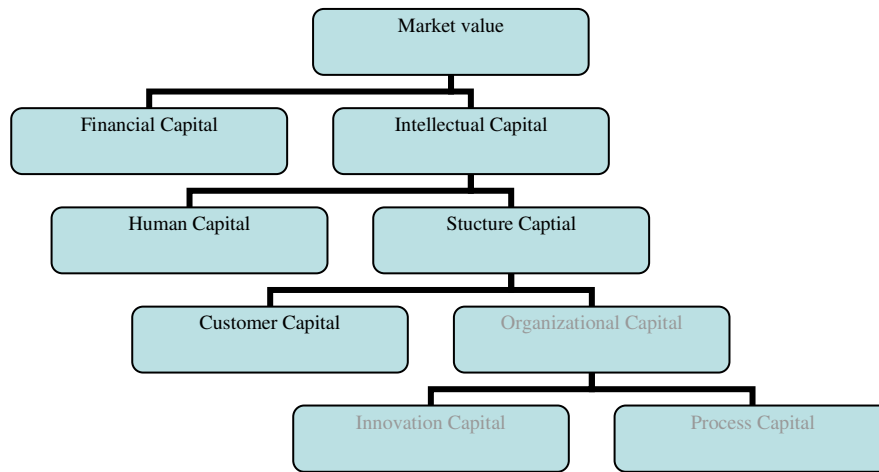 Market value
Financial Capital
Intellectual Capital
Human Capital
Stucture Captial
Customer Capital
Organizational Capital
Innovation Capital
Process Capital